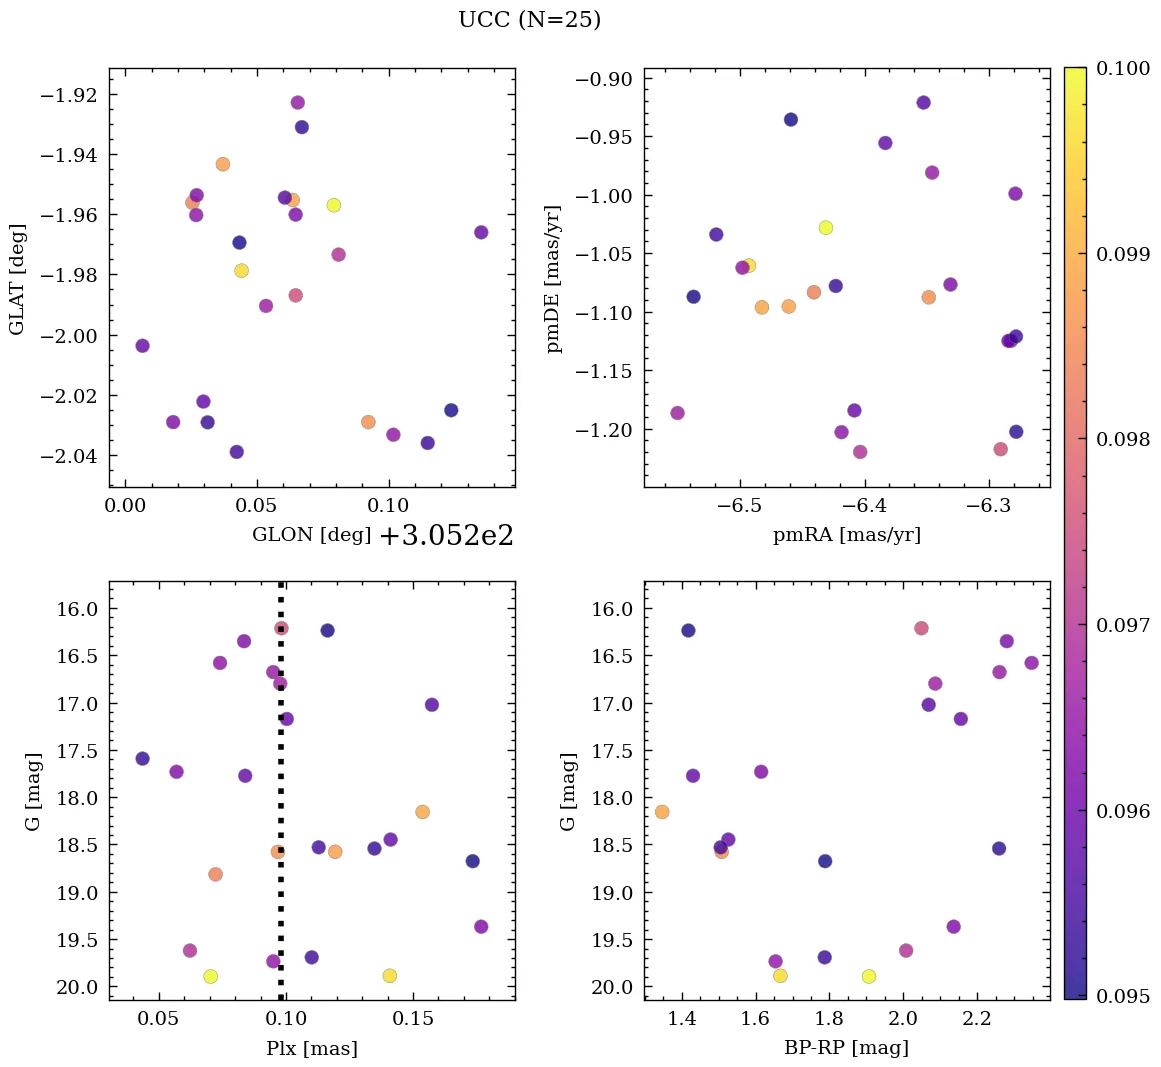 UCC (N=25)
−1.92
−1.94
−1.96
−1.98
−2.00
−2.02
−2.04
GLAT [deg]
0.00 0.05 0.10
GLON [deg] +3.052e2
−0.90
−0.95
−1.00
−1.05
−1.10
−1.15
−1.20
pmDE [mas/yr]
−6.5 −6.4 −6.3
pmRA [mas/yr]
0.100
0.099
0.098
0.097
0.096
0.095
16.0
16.5
17.0
17.5
18.0
18.5
19.0
19.5
20.0
G [mag]
0.05 0.10 0.15
Plx [mas]
16.0
16.5
17.0
17.5
18.0
18.5
19.0
19.5
20.0
G [mag]
1.4 1.6 1.8 2.0 2.2
BP-RP [mag]